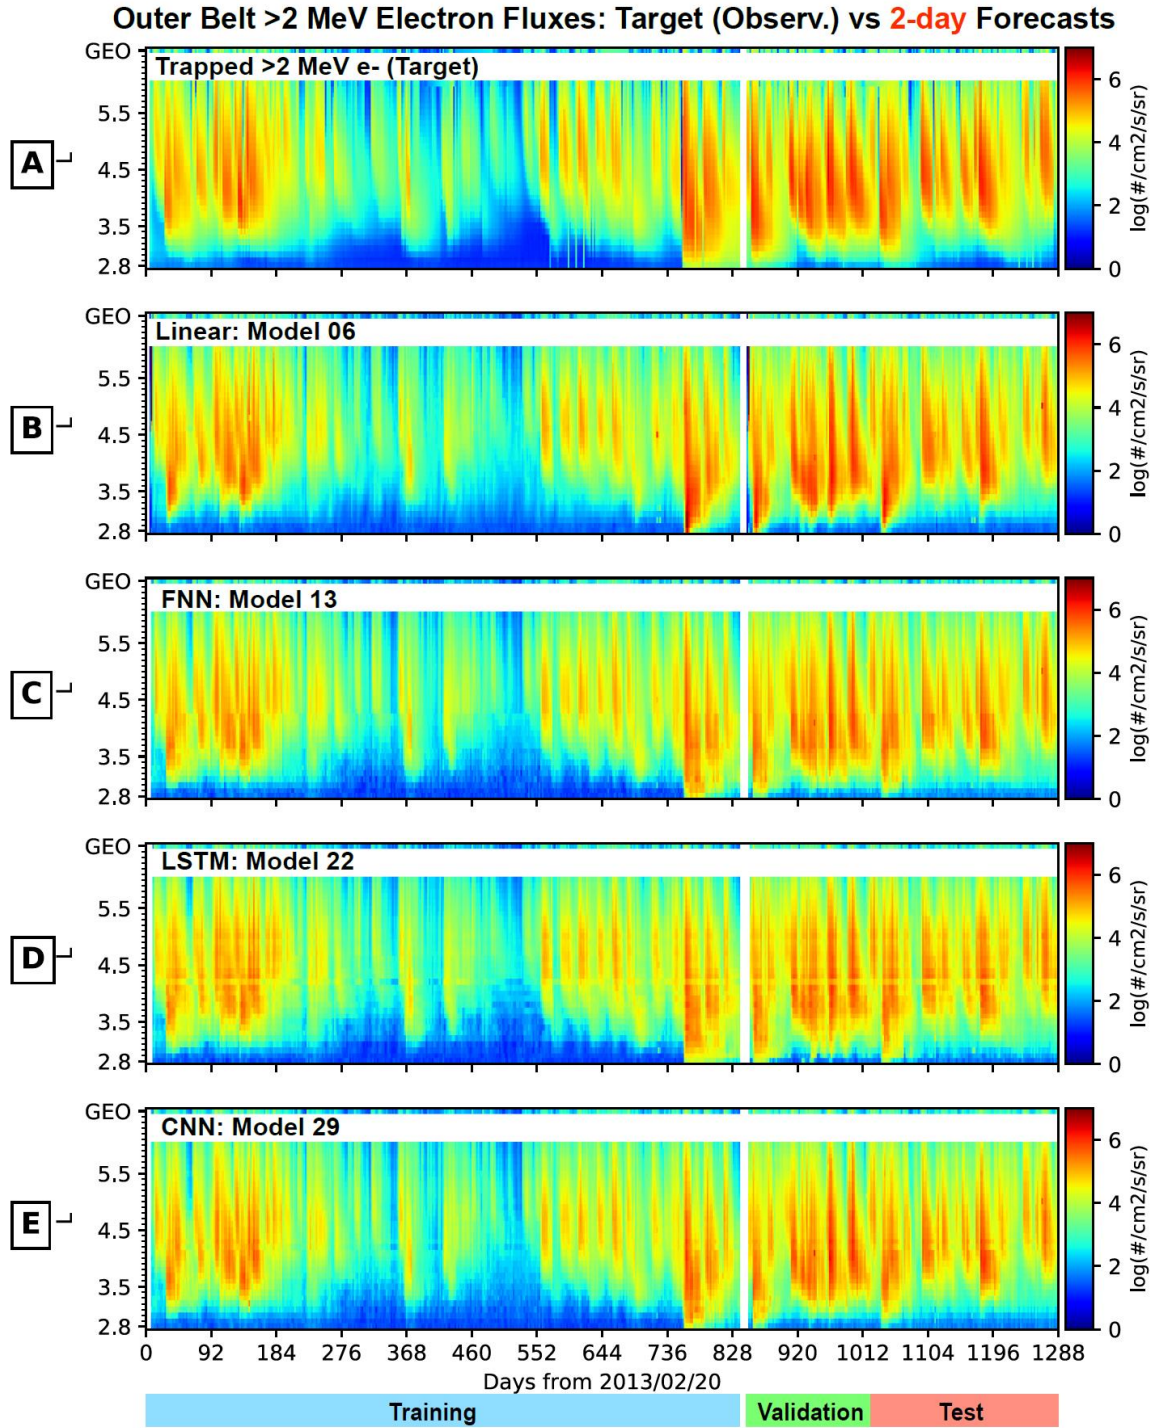 Outer Belt >2 MeV Electron Fluxes: Target (Observ.) vs 2-day Forecasts
A
L
GEO
5.5
4.5
3.5
2.8
Trapped >2 MeV e- (Target)
6
4
2
0
log(#/cm2/s/sr)
B
L
GEO
5.5
4.5
3.5
2.8
Linear: Model 06
6
4
2
0
log(#/cm2/s/sr)
C
L
GEO
5.5
4.5
3.5
2.8
FNN: Model 13
6
4
2
0
log(#/cm2/s/sr)
D
L
GEO
5.5
4.5
3.5
2.8
LSTM: Model 22
6
4
2
0
log(#/cm2/s/sr)
E
L
GEO
5.5
4.5
3.5
2.8
CNN: Model 29
6
4
2
0
log(#/cm2/s/sr)
0 92 184 276 368 460 552 644 736 828 920 1012 1104 1196 1288
Days from 2013/02/20
Training Validation Test